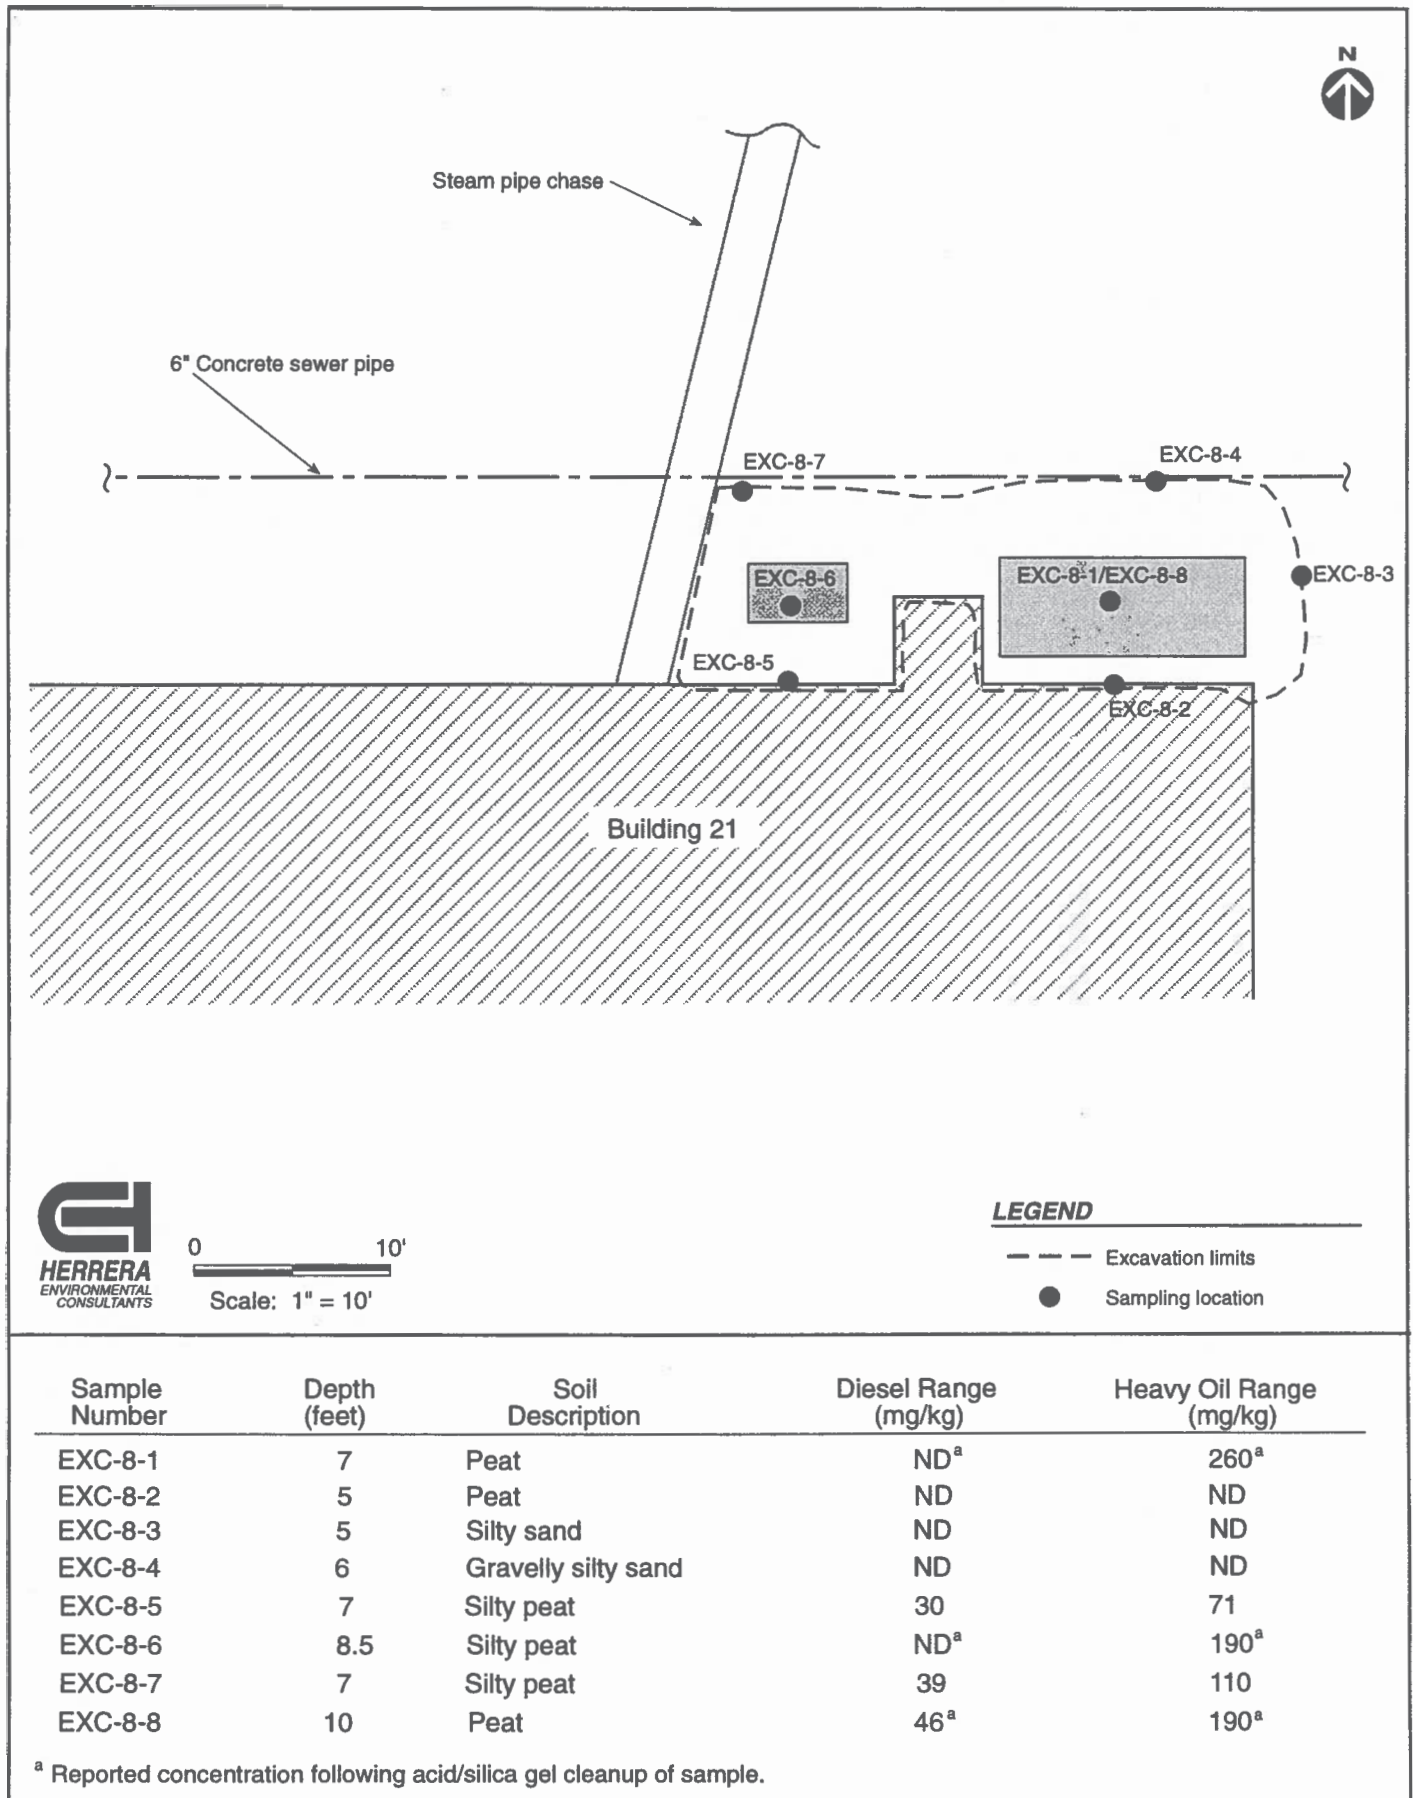 N
Steam pipe chase
6" Concrete sewer pipe
EXC-8-7
EXC-8-4
EXC-8-6
EXC-8-1/EXC-8-8
EXC-8-3
EXC-8-5
EXC-8-2
Building 21
HERRERA
ENVIRONMENTAL
CONSULTANTS
0 10'
Scale: 1" = 10'
LEGEND
Excavation limits
Sampling location
Sample Number Depth (feet) Soil Description Diesel Range (mg/kg) Heavy Oil Range (mg/kg)
EXC-8-1 7 Peat NDª 260ª
EXC-8-2 5 Peat ND ND
EXC-8-3 5 Silty sand ND ND
EXC-8-4 6 Gravelly silty sand ND ND
EXC-8-5 7 Silty peat 30 71
EXC-8-6 8.5 Silty peat NDª 190ª
EXC-8-7 7 Silty peat 39 110
EXC-8-8 10 Peat 46ª 190ª
ª Reported concentration following acid/silica gel cleanup of sample.